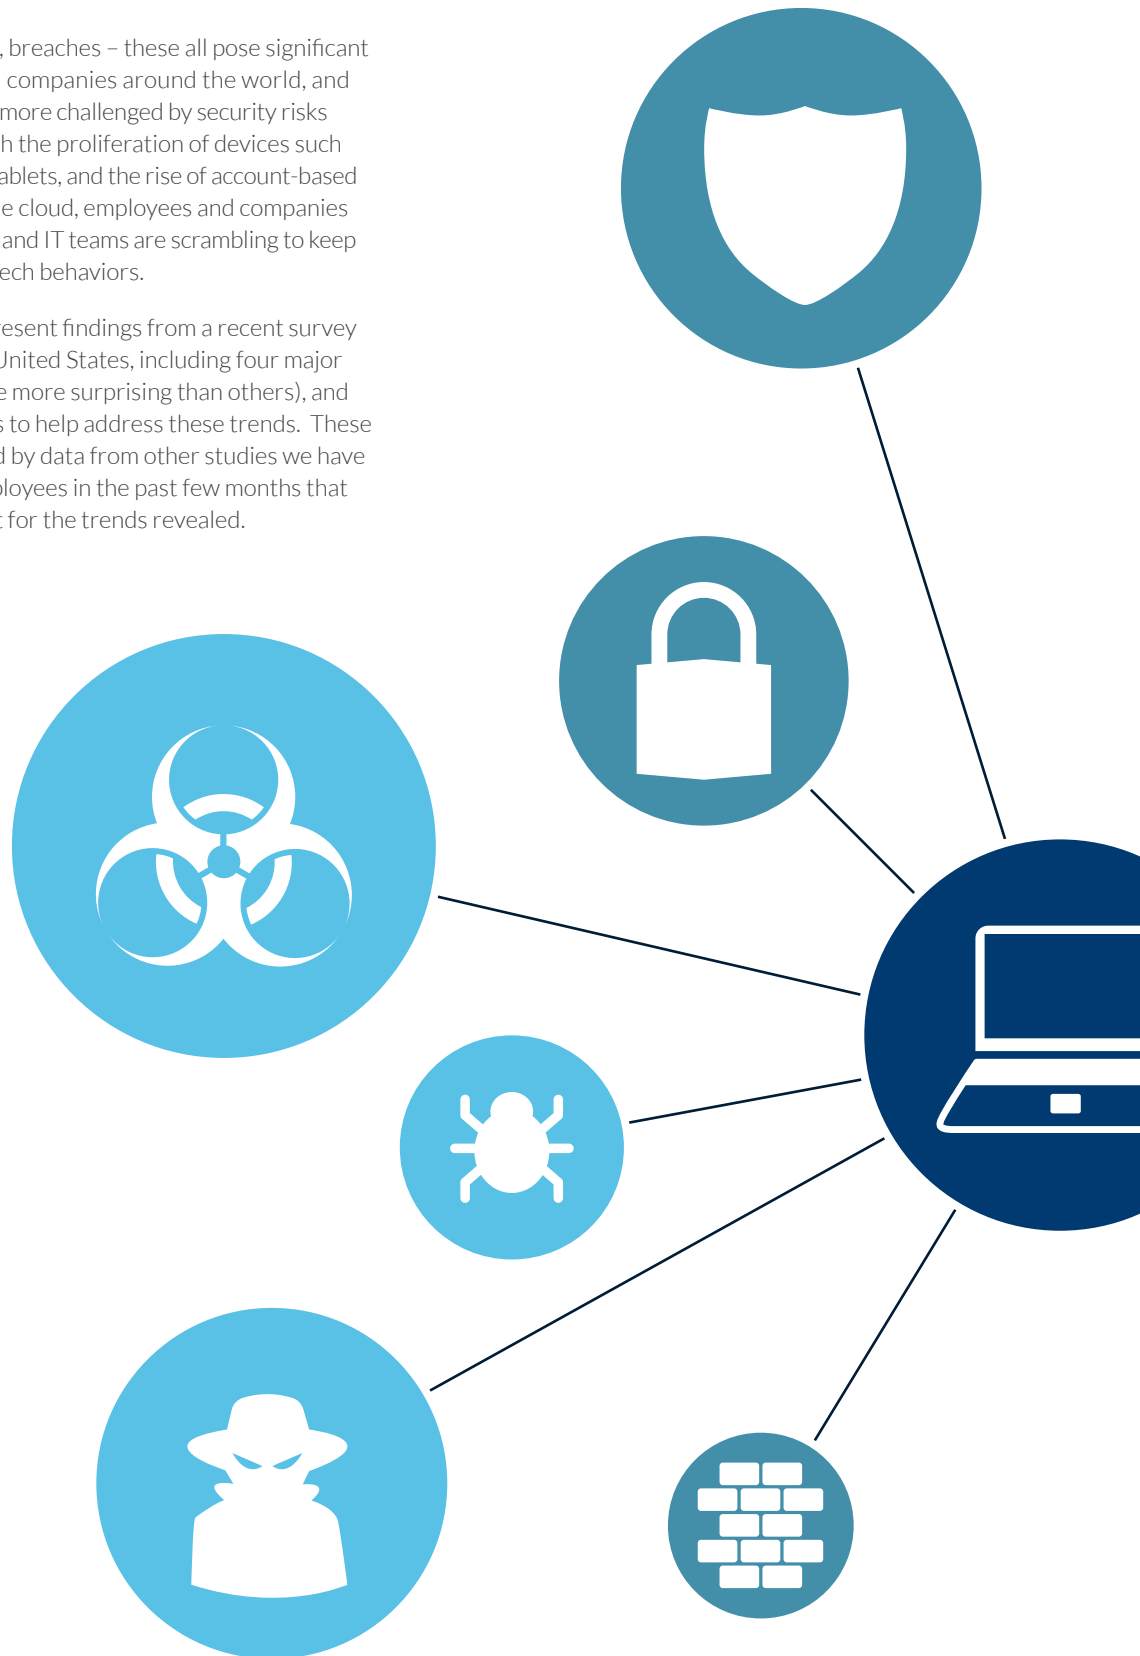 , breaches – these all pose significant
companies around the world, and
more challenged by security risks
h the proliferation of devices such
ablets, and the rise of account-based
e cloud, employees and companies
and IT teams are scrambling to keep
ech behaviors.
resent findings from a recent survey
United States, including four major
e more surprising than others), and
s to help address these trends.  These
d by data from other studies we have
ployees in the past few months that
t for the trends revealed.